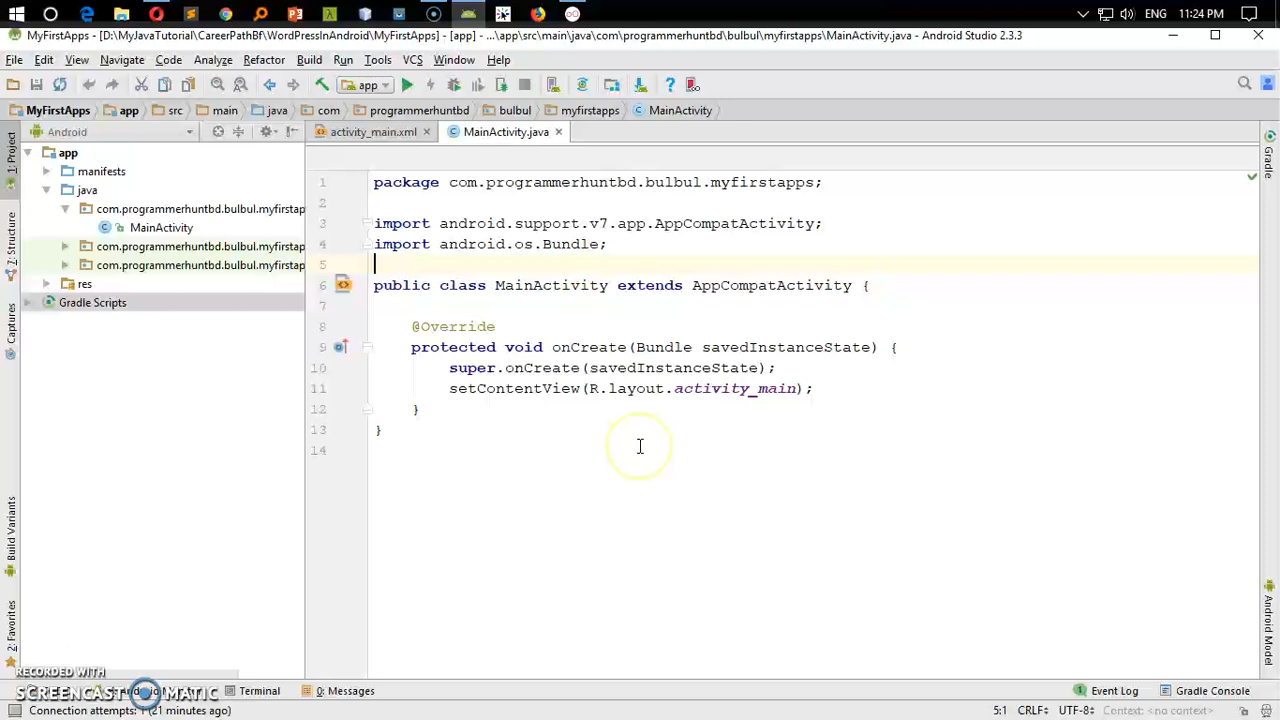 ENG 11:24 PM
MyFirstApps - [D:\MyJavaTutorial\CareerPathBf\WordPressInAndroid\MyFirstApps] - [app] - ...\app\src\main\java\com\programmerhuntbd\bulbul\myfirstapps\MainActivity.java - Android Studio 2.3.3
File Edit View Navigate Code Analyze Refactor Build Run Tools VCS Window Help
app
MyFirstApps app src main java com programmerhuntbd bulbul myfirstapps MainActivity
Android
activity_main.xml MainActivity.java
1: Project
7: Structure
Captures
Build Variants
2: Favorites
app
manifests
java
com.programmerhuntbd.bulbul.myfirstap
MainActivity
com.programmerhuntbd.bulbul.myfirstap
com.programmerhuntbd.bulbul.myfirstap
res
Gradle Scripts
1 package com.programmerhuntbd.bulbul.myfirstapps;
2
3 import android.support.v7.app.AppCompatActivity;
4 import android.os.Bundle;
5
6 public class MainActivity extends AppCompatActivity {
7
8 @Override
9 protected void onCreate(Bundle savedInstanceState) {
10 super.onCreate(savedInstanceState);
11 setContentView(R.layout.activity_main);
12 }
13 }
14
Gradle
Android Model
RECORDED WITH
SCREENCAST MATIC
Terminal 0: Messages Event Log Gradle Console
Connection attempts: 1 (21 minutes ago) 5:1 CRLF UTF-8 Context: <no context>